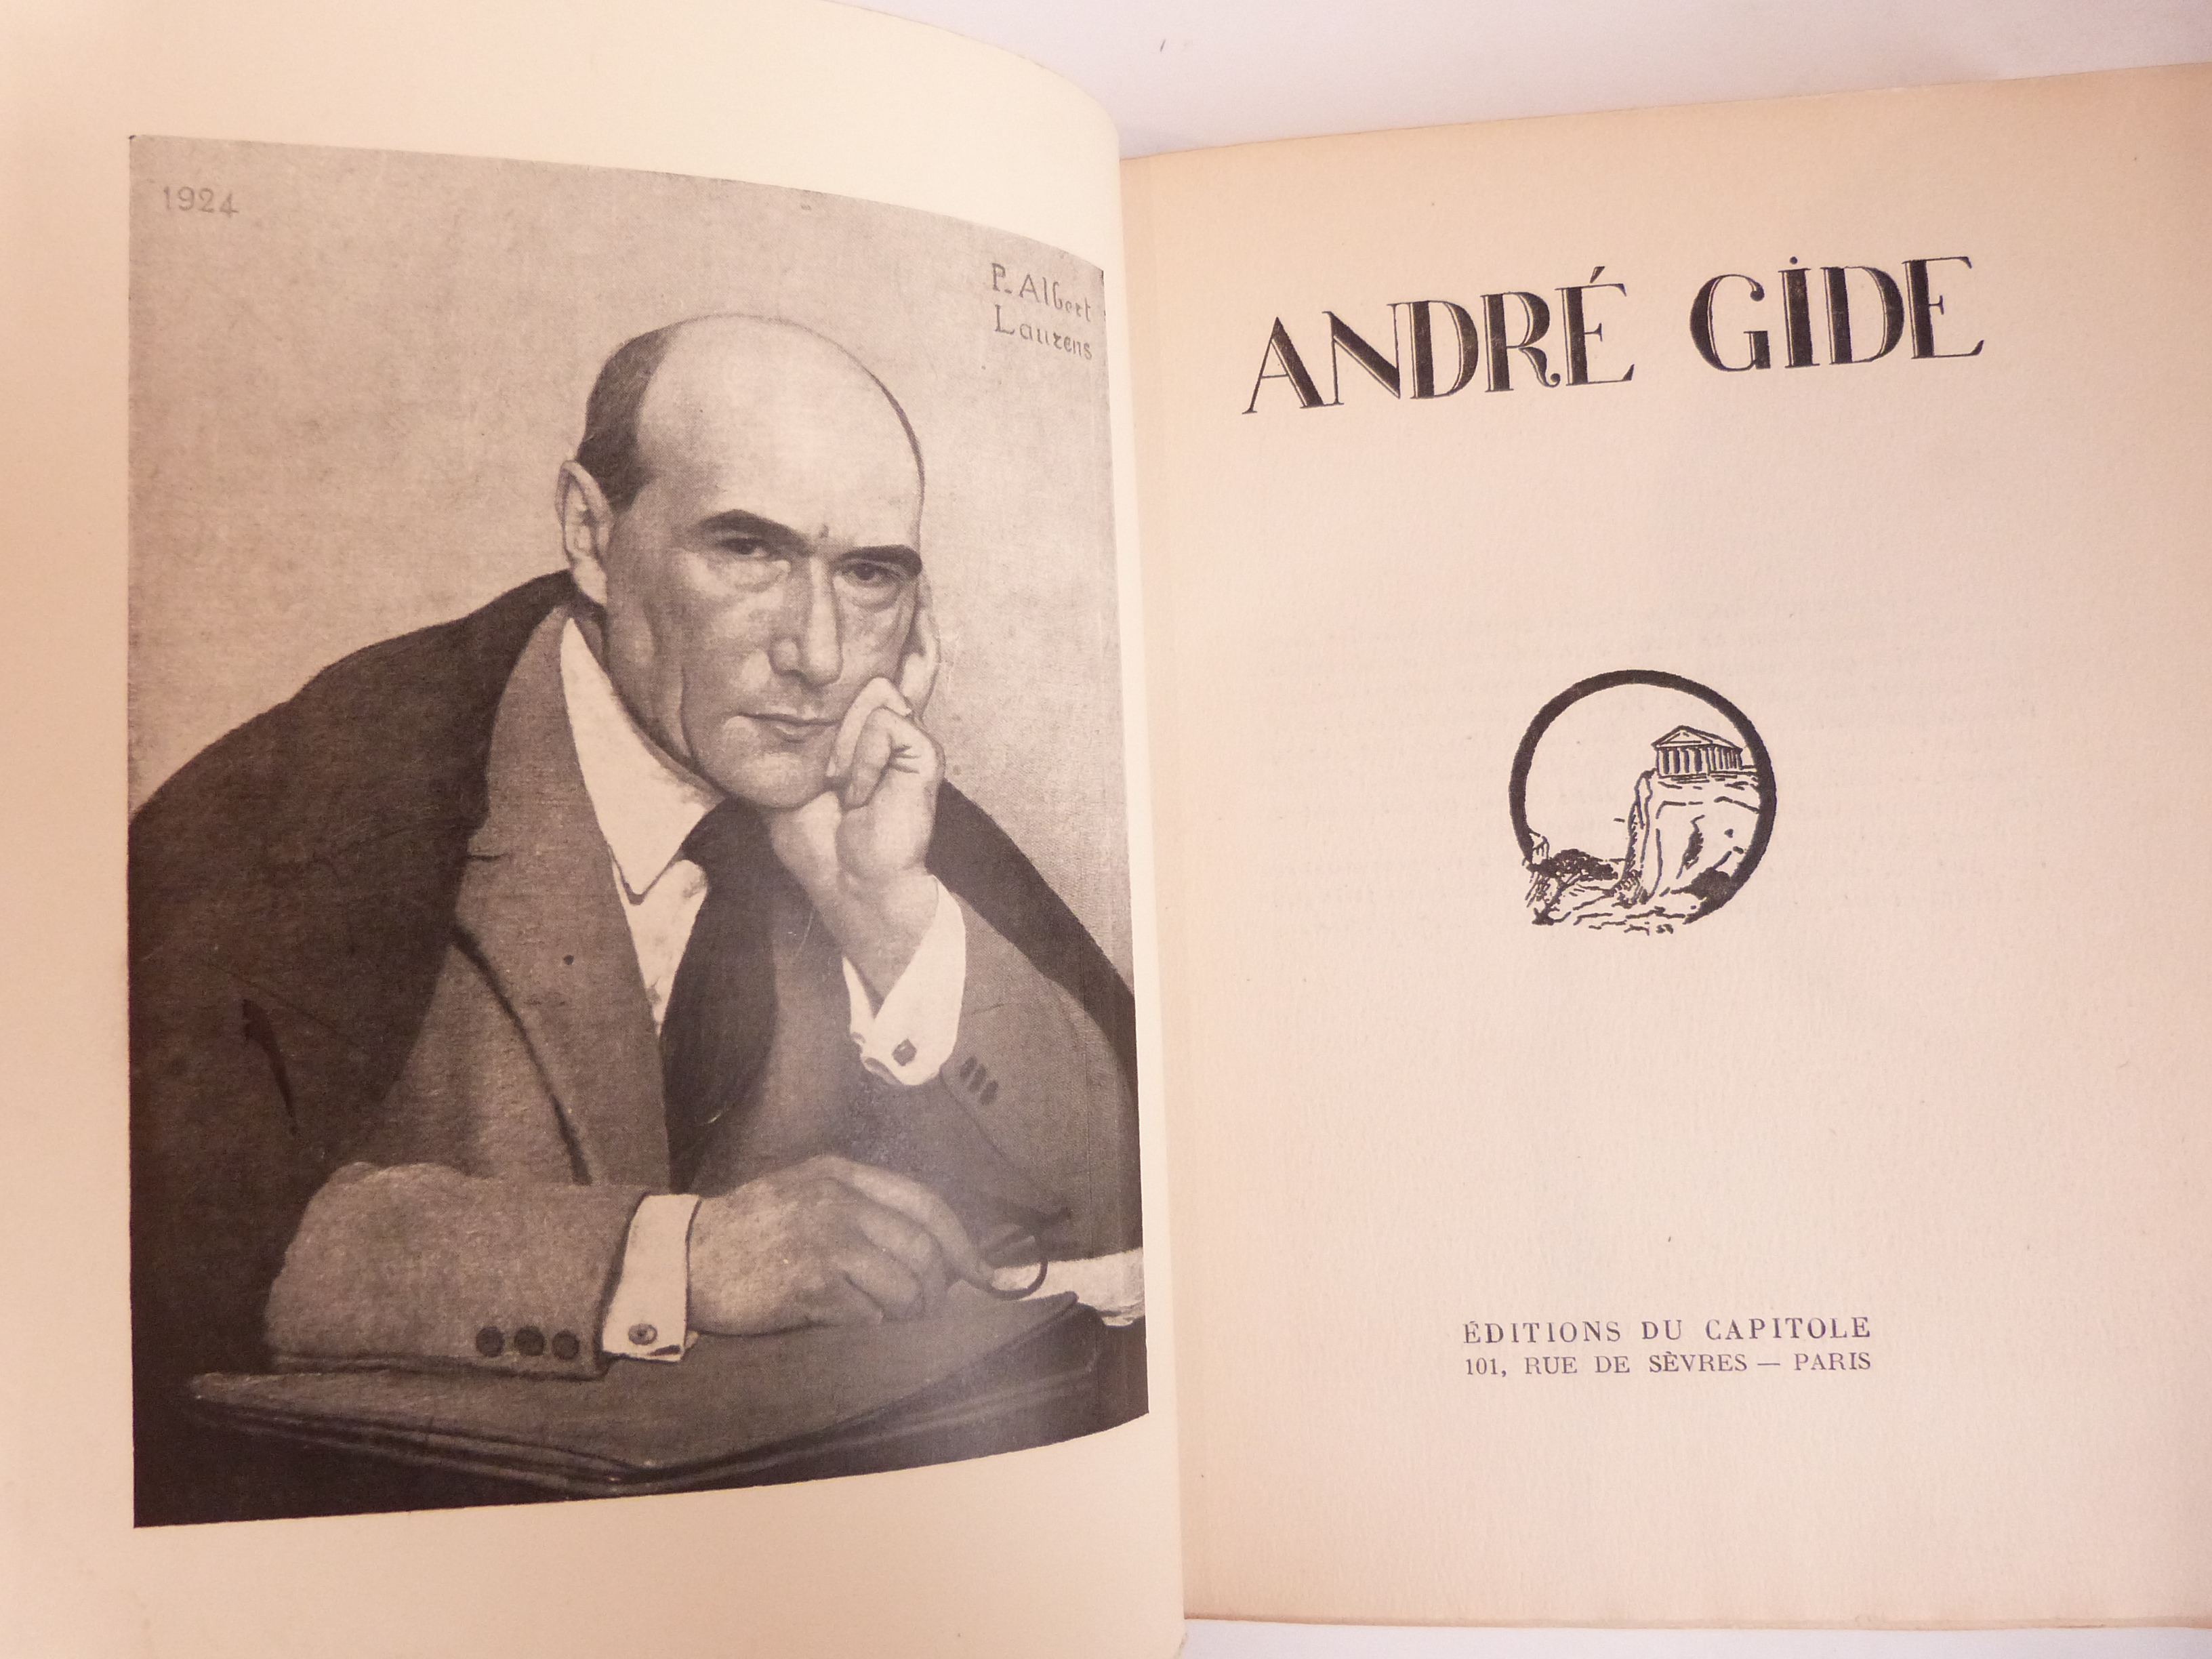 1924
P. Albert
Laurens
ANDRÉ GIDE
ÉDITIONS DU CAPITOLE
101, RUE DE SÈVRES — PARIS